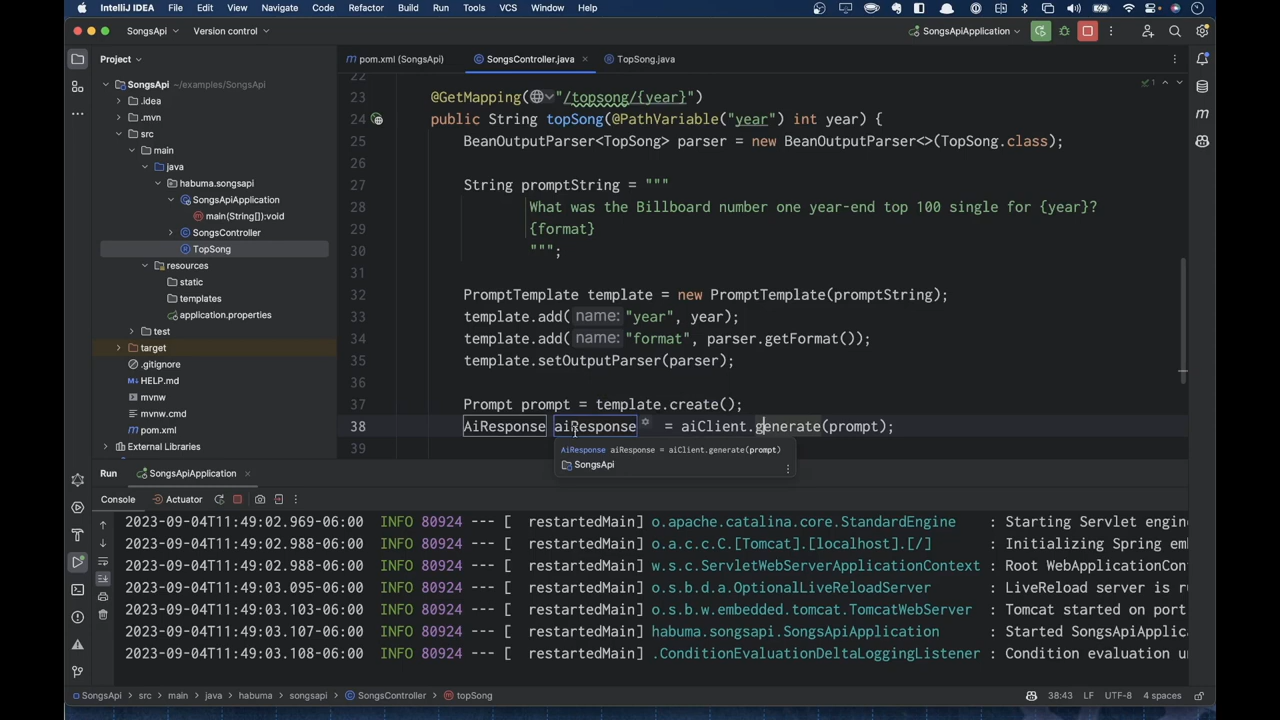 IntelliJ IDEA File Edit View Navigate Code Refactor Build Run Tools VCS Window Help
SongsApi Version control SongsApiApplication
Project
pom.xml (SongsApi) SongsController.java TopSong.java
SongsApi ~/examples/SongsApi
.idea
.mvn
src
main
java
habuma.songsapi
SongsApiApplication
main(String[]):void
SongsController
TopSong
resources
static
templates
application.properties
test
target
.gitignore
HELP.md
mvnw
mvnw.cmd
pom.xml
External Libraries
22
1
23 @GetMapping("/topsong/{year}")
24 public String topSong(@PathVariable("year") int year) {
25 BeanOutputParser<TopSong> parser = new BeanOutputParser<>(TopSong.class);
26
27 String promptString = """
28 What was the Billboard number one year-end top 100 single for {year}?
29 {format}
30 """;
31
32 PromptTemplate template = new PromptTemplate(promptString);
33 template.add( name: "year", year);
34 template.add( name: "format", parser.getFormat());
35 template.setOutputParser(parser);
36
37 Prompt prompt = template.create();
38 AiResponse aiResponse = aiClient.generate(prompt);
39
AiResponse aiResponse = aiClient.generate(prompt)
SongsApi
Run SongsApiApplication
Console Actuator
2023-09-04T11:49:02.969-06:00 INFO 80924 --- [ restartedMain] o.apache.catalina.core.StandardEngine : Starting Servlet engin
2023-09-04T11:49:02.988-06:00 INFO 80924 --- [ restartedMain] o.a.c.c.C.[Tomcat].[localhost].[/] : Initializing Spring emb
2023-09-04T11:49:02.988-06:00 INFO 80924 --- [ restartedMain] w.s.c.ServletWebServerApplicationContext : Root WebApplicationCon
2023-09-04T11:49:03.095-06:00 INFO 80924 --- [ restartedMain] o.s.b.d.a.OptionalLiveReloadServer : LiveReload server is r
2023-09-04T11:49:03.103-06:00 INFO 80924 --- [ restartedMain] o.s.b.w.embedded.tomcat.TomcatWebServer : Tomcat started on port
2023-09-04T11:49:03.107-06:00 INFO 80924 --- [ restartedMain] habuma.songsapi.SongsApiApplication : Started SongsApiApplica
2023-09-04T11:49:03.108-06:00 INFO 80924 --- [ restartedMain] .ConditionEvaluationDeltaLoggingListener : Condition evaluation u
SongsApi src main java habuma songsapi SongsController topSong 38:43 LF UTF-8 4 spaces